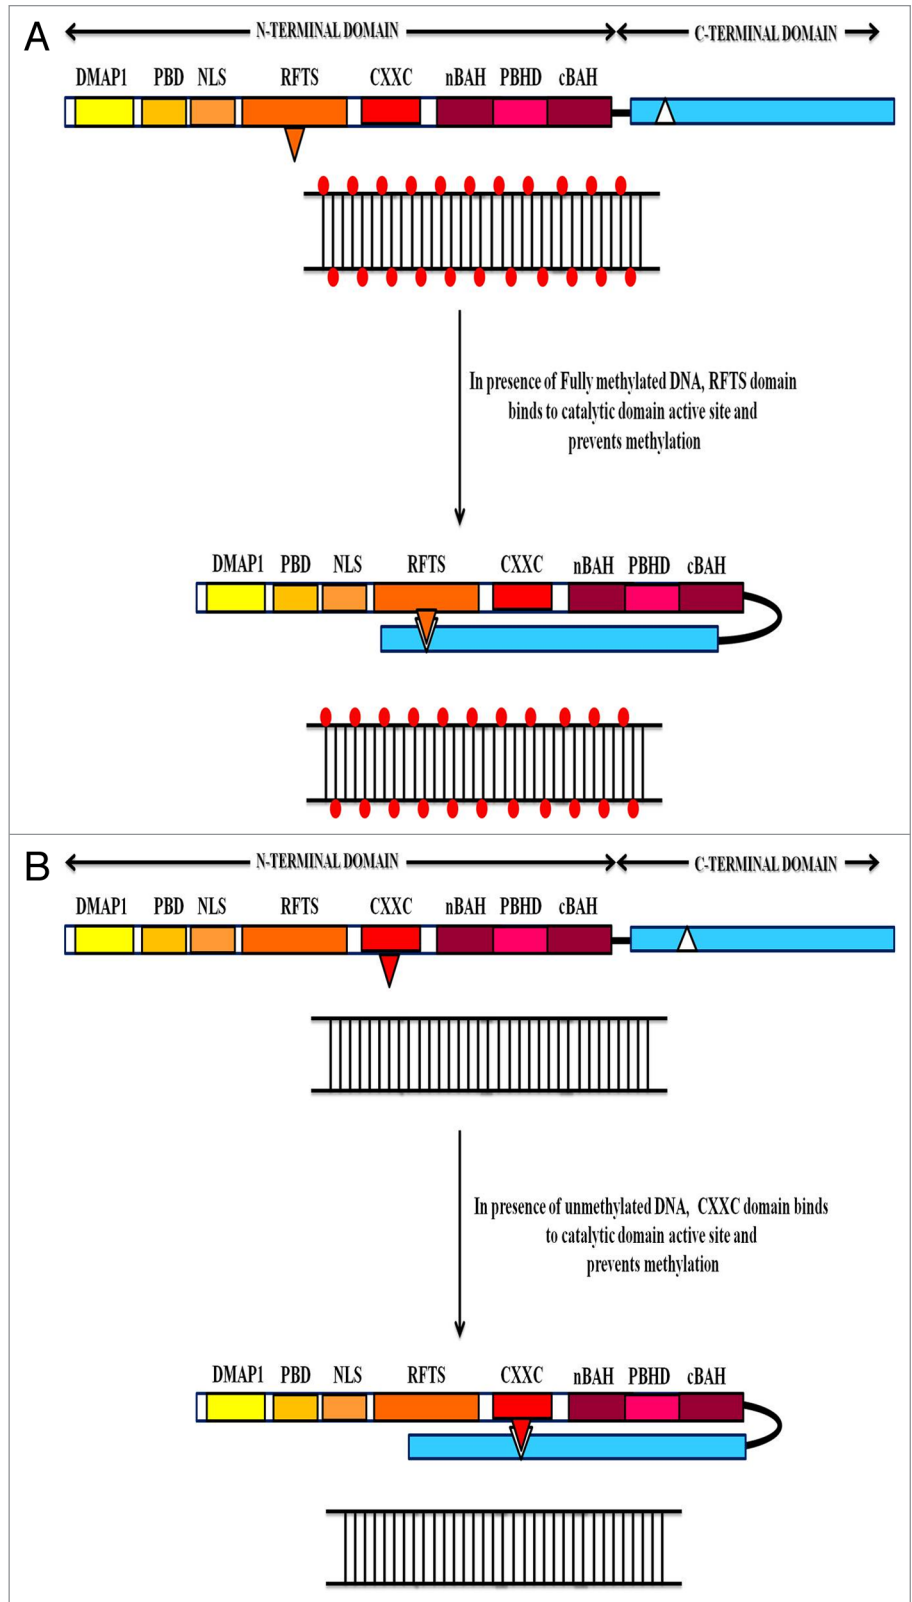 A
N-TERMINAL DOMAIN C-TERMINAL DOMAIN
DMAP1 PBD NLS RFTS CXXC nBAH PBHD cBAH
In presence of Fully methylated DNA, RFTS domain
binds to catalytic domain active site and
prevents methylation
DMAP1 PBD NLS RFTS CXXC nBAH PBHD cBAH
B
N-TERMINAL DOMAIN C-TERMINAL DOMAIN
DMAP1 PBD NLS RFTS CXXC nBAH PBHD cBAH
In presence of unmethylated DNA, CXXC domain binds
to catalytic domain active site and
prevents methylation
DMAP1 PBD NLS RFTS CXXC nBAH PBHD cBAH